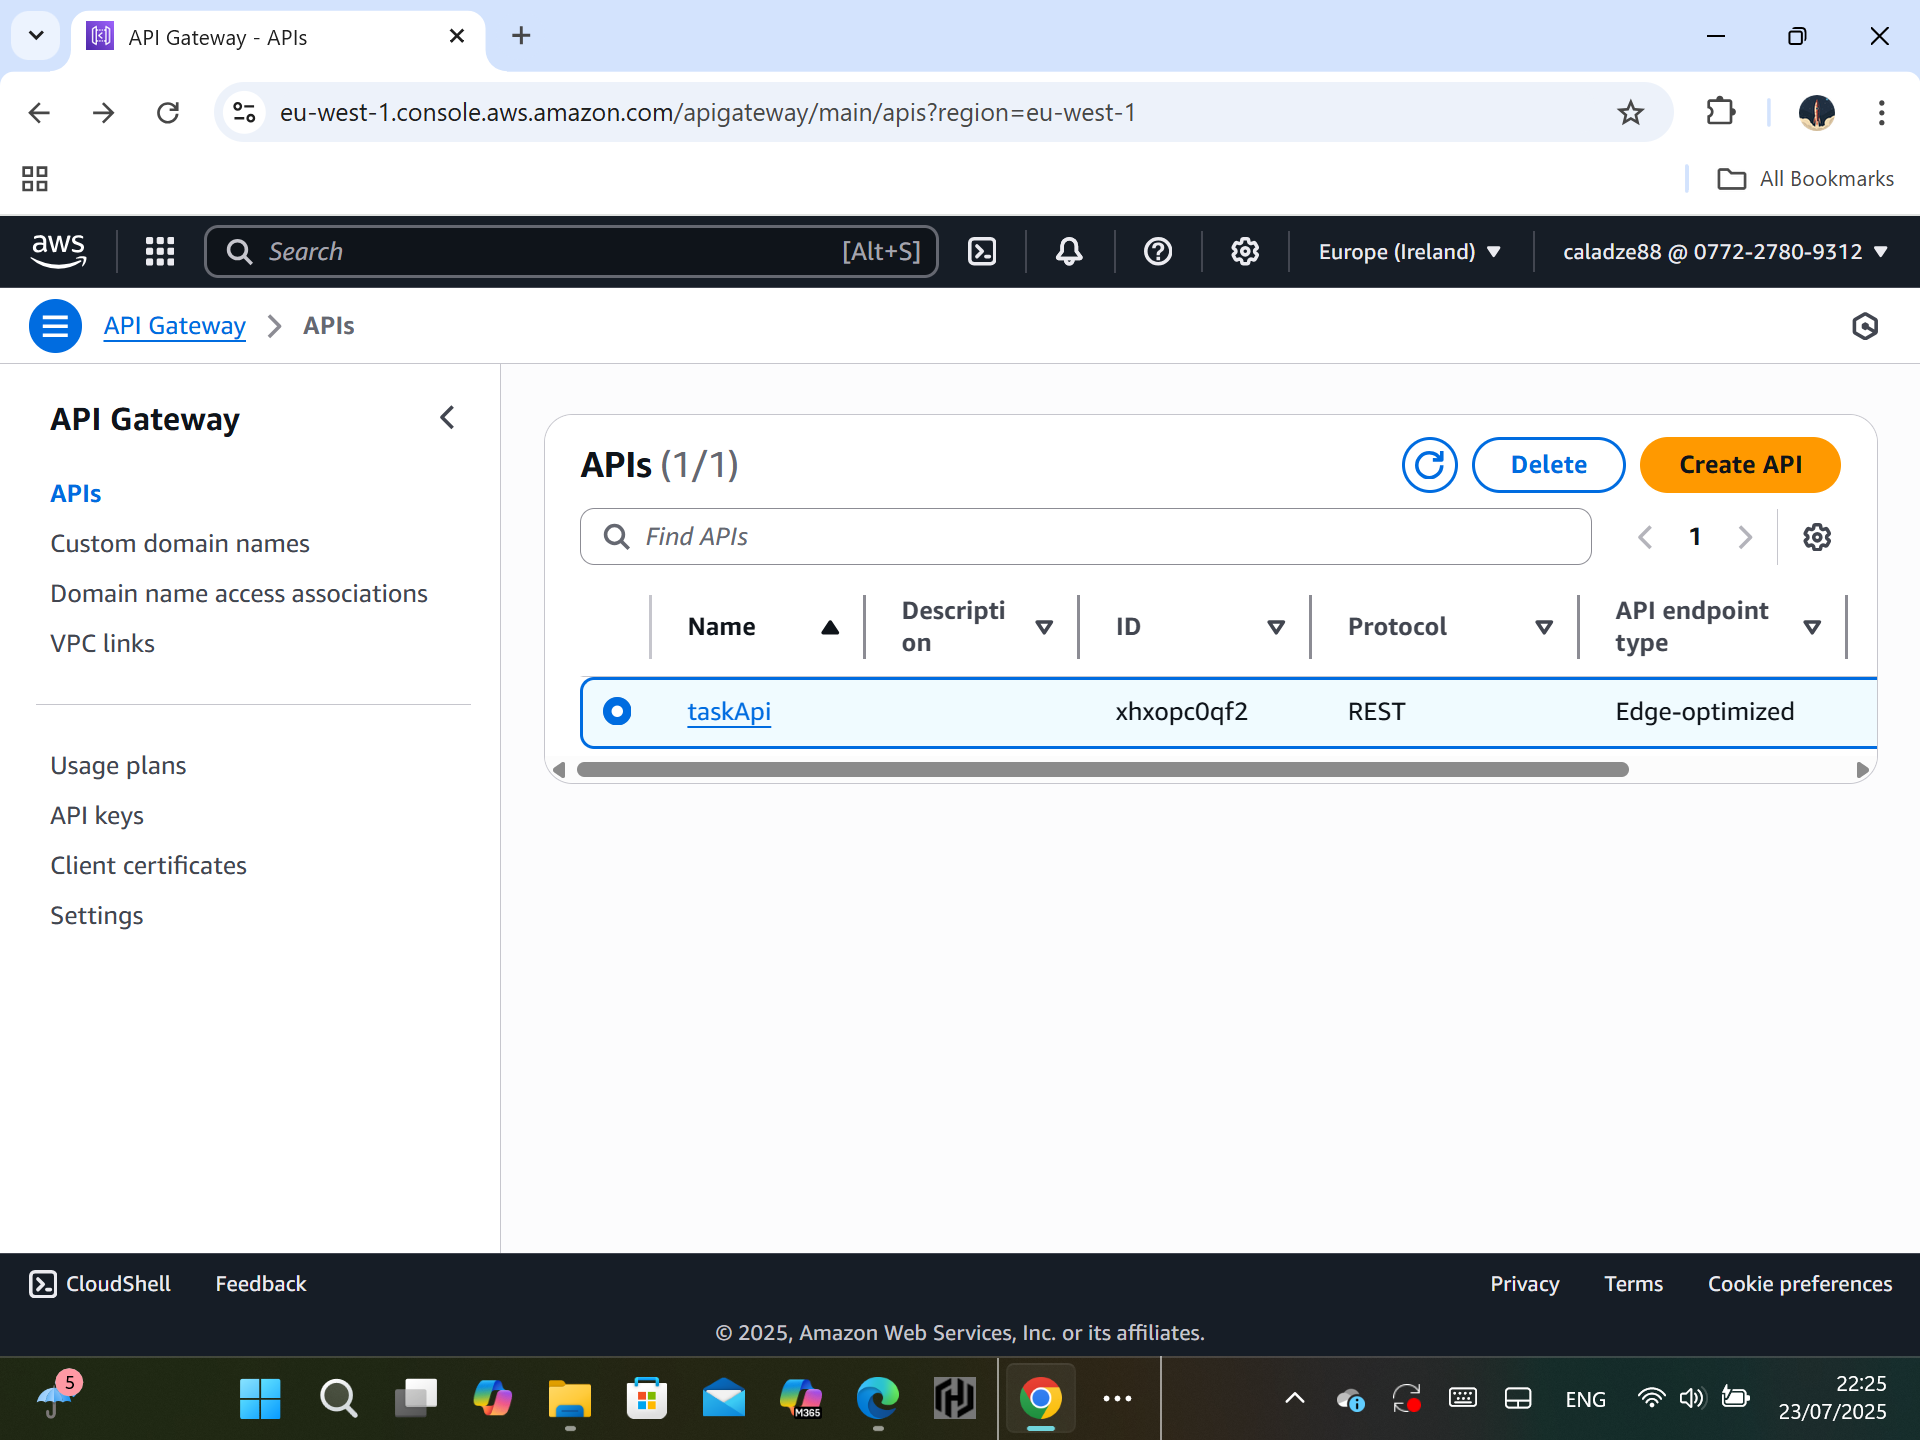 API Gateway - APIs
eu-west-1.console.aws.amazon.com/apigateway/main/apis?region=eu-west-1
All Bookmarks
aws
Search [Alt+S]
Europe (Ireland)
caladze88 @ 0772-2780-9312
API Gateway
APIs
API Gateway
APIs
Custom domain names
Domain name access associations
VPC links
Usage plans
API keys
Client certificates
Settings
APIs (1/1)
Delete
Create API
Find APIs
1
Name
Descripti
on
ID
Protocol
API endpoint
type
taskApi
xhxopc0qf2
REST
Edge-optimized
CloudShell
Feedback
Privacy
Terms
Cookie preferences
© 2025, Amazon Web Services, Inc. or its affiliates.
5
M365
ENG
22:25
23/07/2025